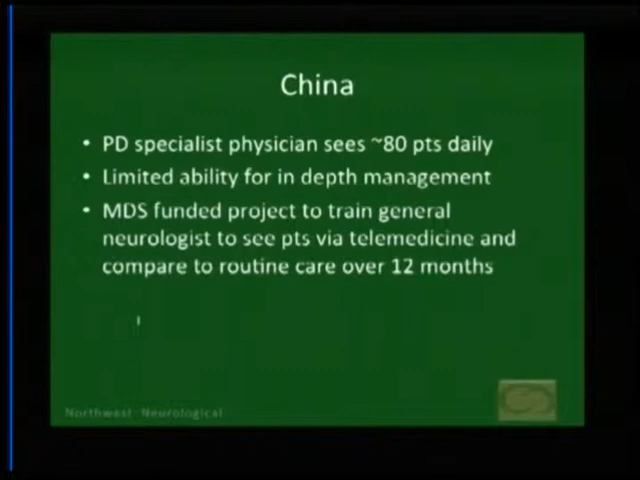 China
• PD specialist physician sees ~80 pts daily
• Limited ability for in depth management
• MDS funded project to train general
neurologist to see pts via telemedicine and
compare to routine care over 12 months
Northwest Neurological